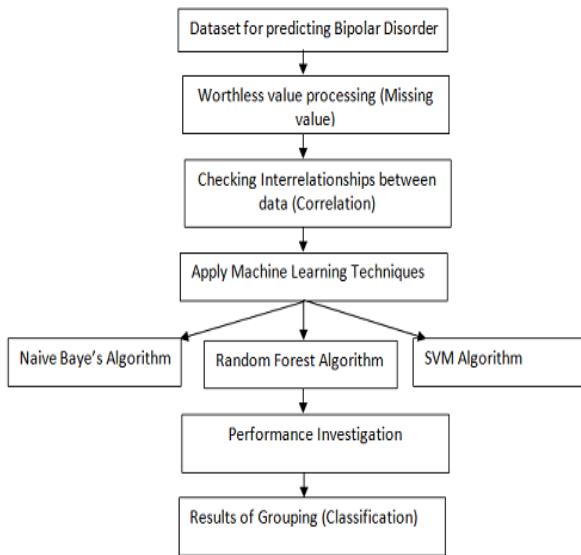 Dataset for predicting Bipolar Disorder
Worthless value processing (Missing
value)
Checking Interrelationships between
data (Correlation)
Apply Machine Learning Techniques
Naive Baye's Algorithm
Random Forest Algorithm
SVM Algorithm
Performance Investigation
Results of Grouping (Classification)